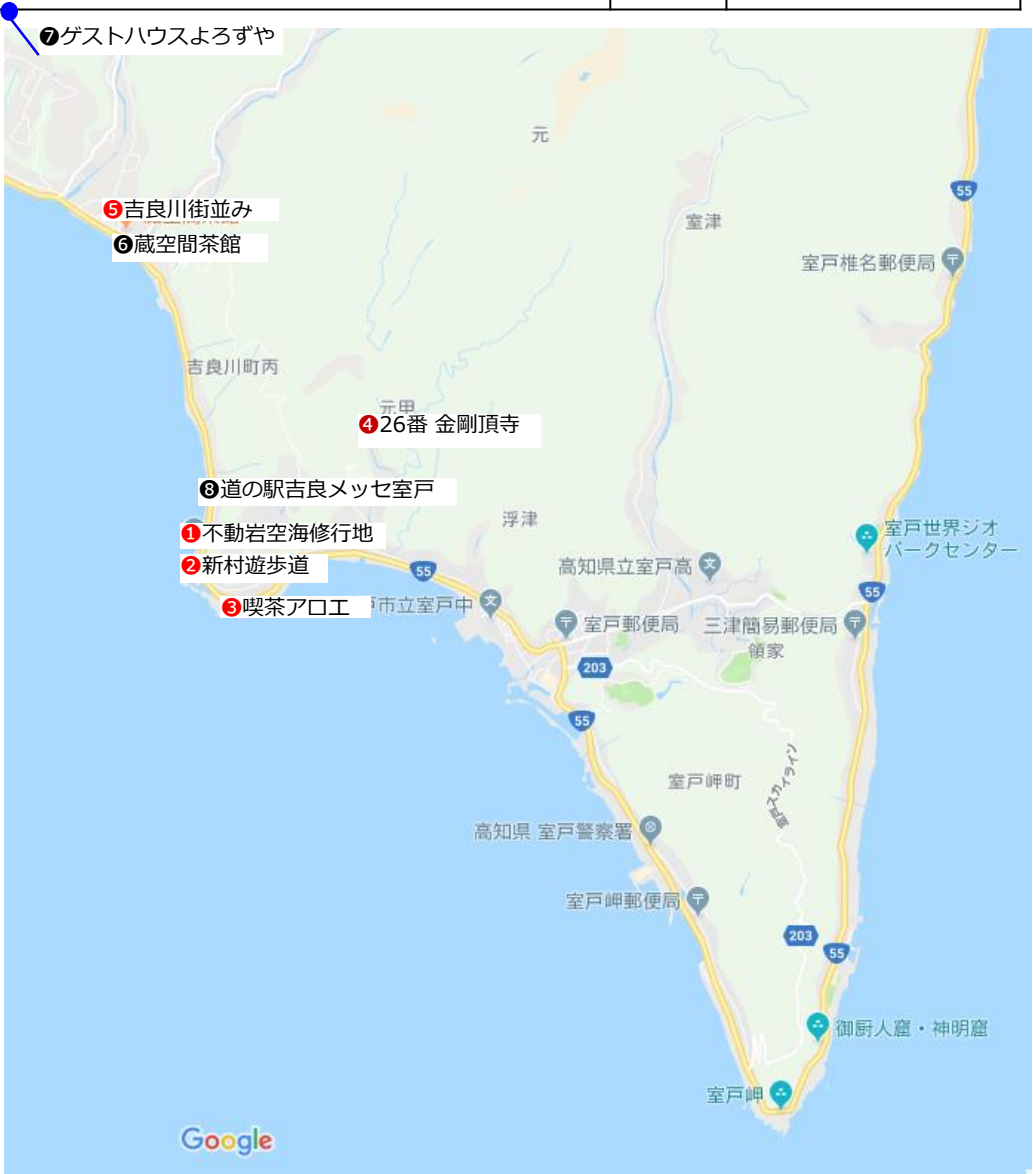 ❼ゲストハウスよろずや
元
55
❺吉良川街並み
室津
❻蔵空間茶館
室戸椎名郵便局
吉良川町丙
元甲
❹26番 金剛頂寺
❽道の駅吉良メッセ室戸
浮津
❶不動岩空海修行地
室戸世界ジオ
パークセンター
❷新村遊歩道
55
高知県立室戸高
55
❸喫茶アロエ
市立室戸中
室戸郵便局
三津簡易郵便局
領家
203
55
室戸岬町
室戸スカイライン
高知県 室戸警察署
室戸岬郵便局
203
55
御厨人窟・神明窟
室戸岬
Google